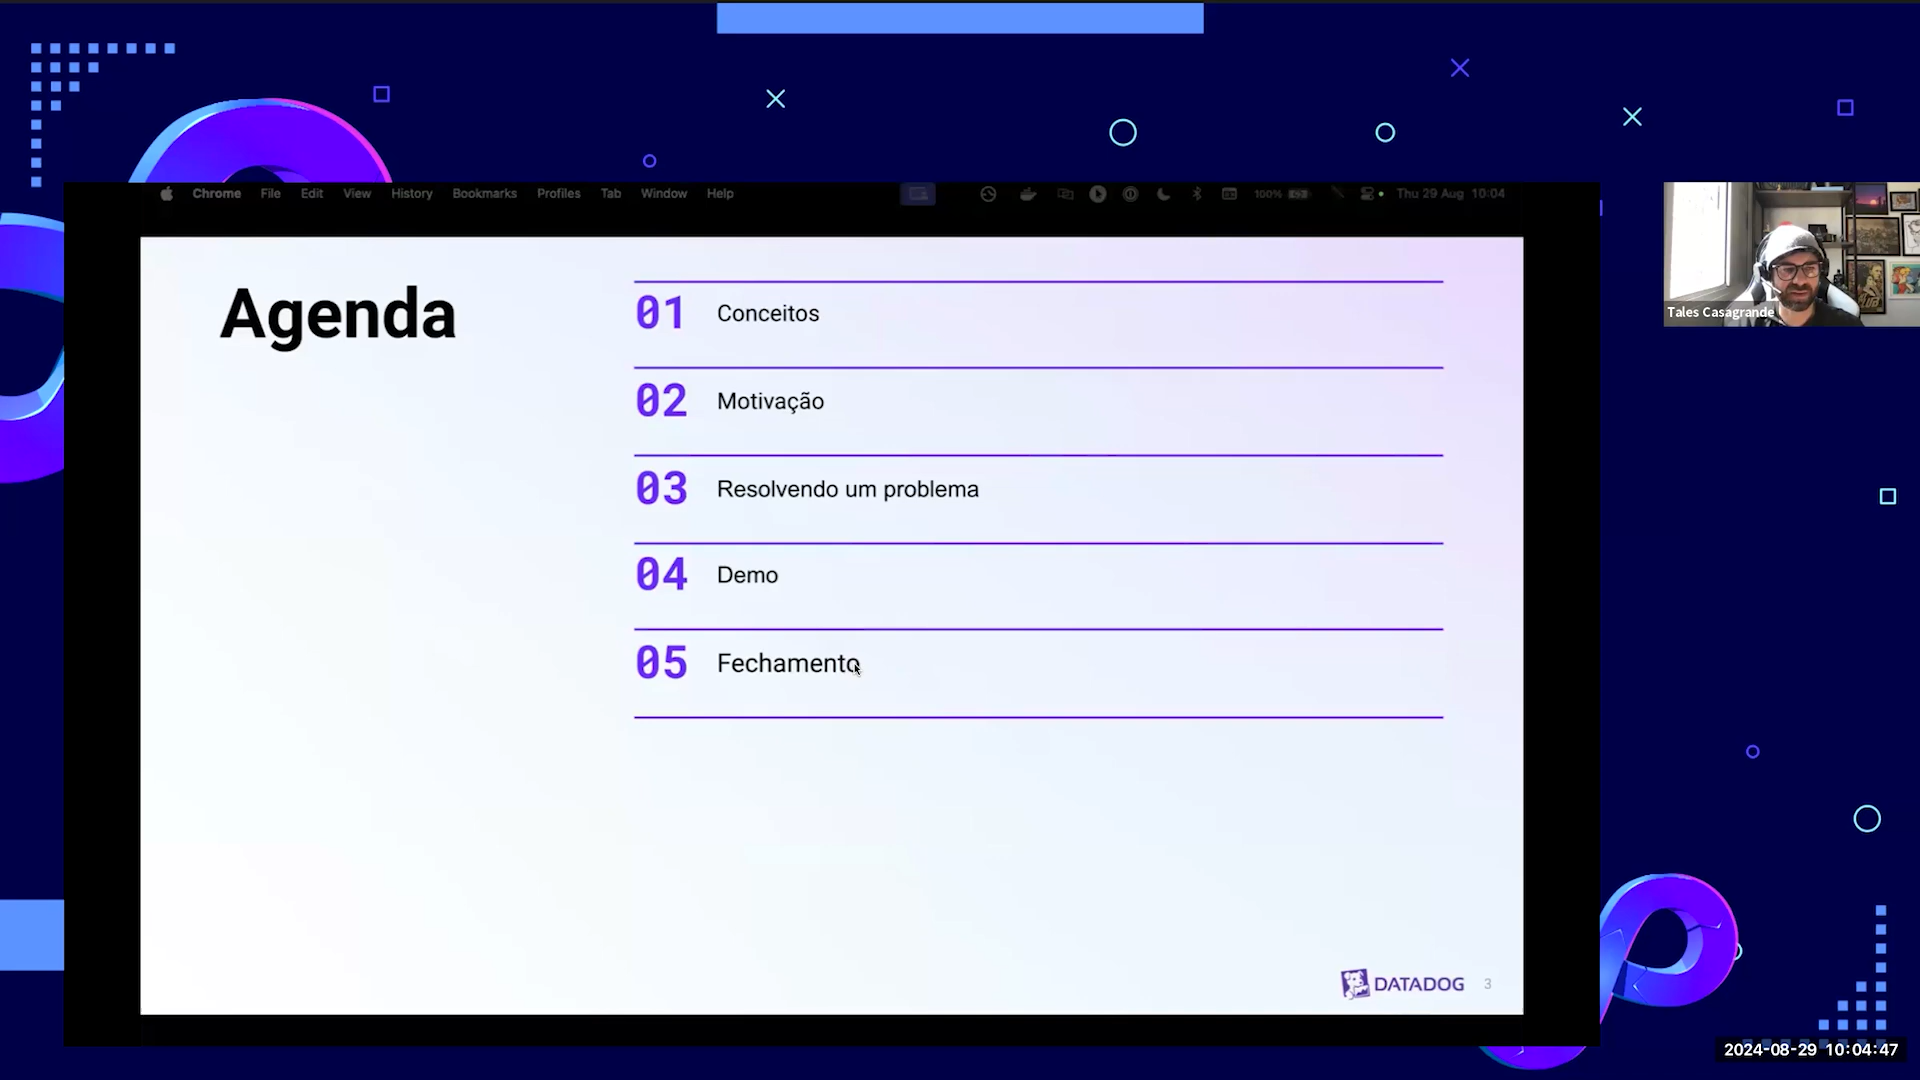 Chrome File Edit View History Bookmarks Profiles Tab Window Help 100% Thu 29 Aug 10:04
Agenda
01 Conceitos
02 Motivação
03 Resolvendo um problema
04 Demo
05 Fechamento
DATADOG 3
Tales Casagrande
2024-08-29 10:04:47